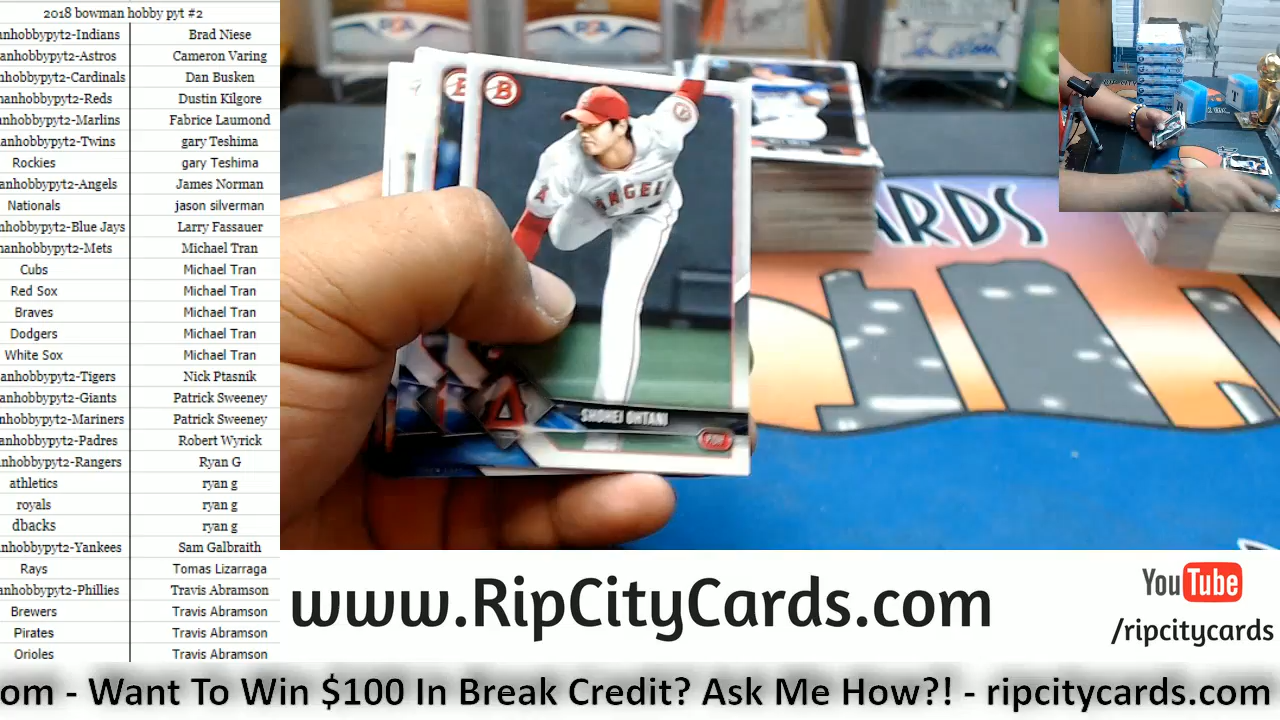 2018 bowman hobby pyt #2
nhobbypyt2-Indians Brad Niese
anhobbypyt2-Astros Cameron Varing
nhobbypyt2-Cardinals Dan Busken
manhobbypyt2-Reds Dustin Kilgore
anhobbypyt2-Marlins Fabrice Laumond
anhobbypyt2-Twins gary Teshima
Rockies gary Teshima
anhobbypyt2-Angels James Norman
Nationals jason silverman
nhobbypyt2-Blue Jays Larry Fassauer
manhobbypyt2-Mets Michael Tran
Cubs Michael Tran
Red Sox Michael Tran
Braves Michael Tran
Dodgers Michael Tran
White Sox Michael Tran
anhobbypyt2-Tigers Nick Ptasnik
anhobbypyt2-Giants Patrick Sweeney
nhobbypyt2-Mariners Patrick Sweeney
anhobbypyt2-Padres Robert Wyrick
nhobbypyt2-Rangers Ryan G
athletics ryan g
royals ryan g
dbacks ryan g
nhobbypyt2-Yankees Sam Galbraith
Rays Tomas Lizarraga
anhobbypyt2-Phillies Travis Abramson
Brewers Travis Abramson
Pirates Travis Abramson
Orioles Travis Abramson
B
B
ANGEL
A
SHOHEI OHTANI
ARDS
T
www.RipCityCards.com
YouTube
/ripcitycards
om - Want To Win $100 In Break Credit? Ask Me How?! - ripcitycards.com